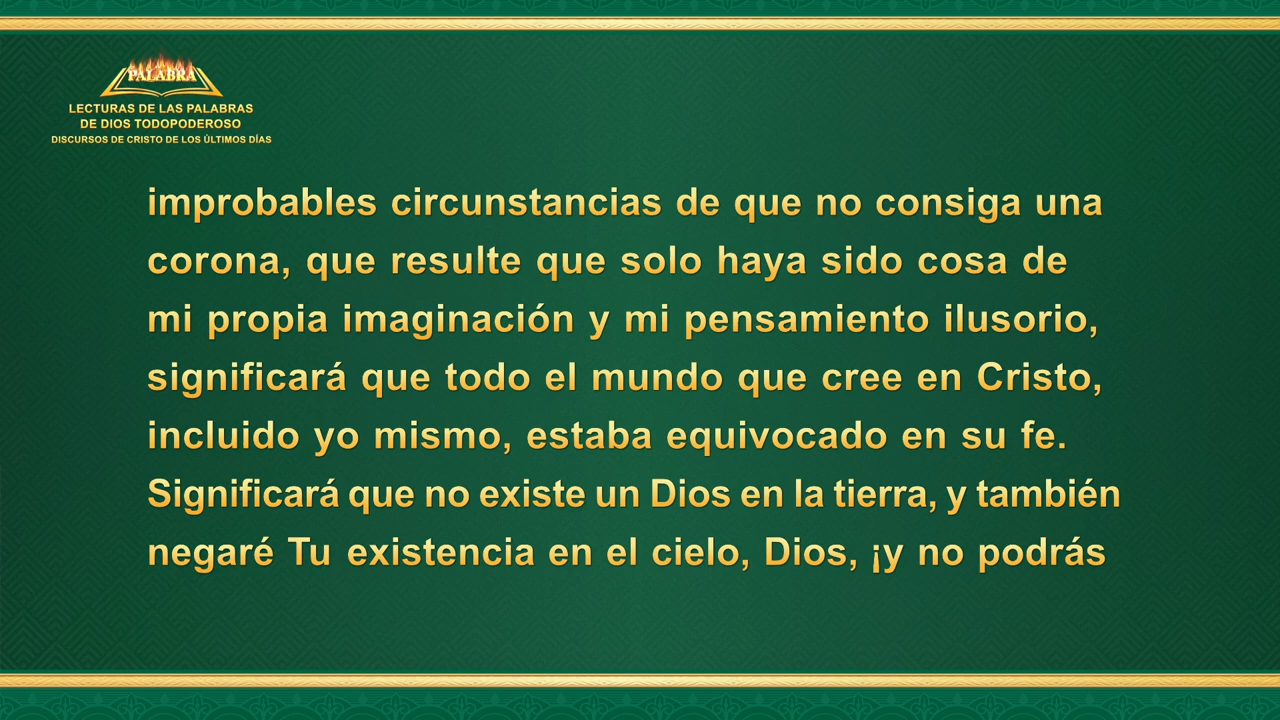 PALABRA
LECTURAS DE LAS PALABRAS
DE DIOS TODOPODEROSO
DISCURSOS DE CRISTO DE LOS ÚLTIMOS DÍAS
improbables circunstancias de que no consiga una
corona, que resulte que solo haya sido cosa de
mi propia imaginación y mi pensamiento ilusorio,
significará que todo el mundo que cree en Cristo,
incluido yo mismo, estaba equivocado en su fe.
Significará que no existe un Dios en la tierra, y también
negaré Tu existencia en el cielo, Dios, ¡y no podrás